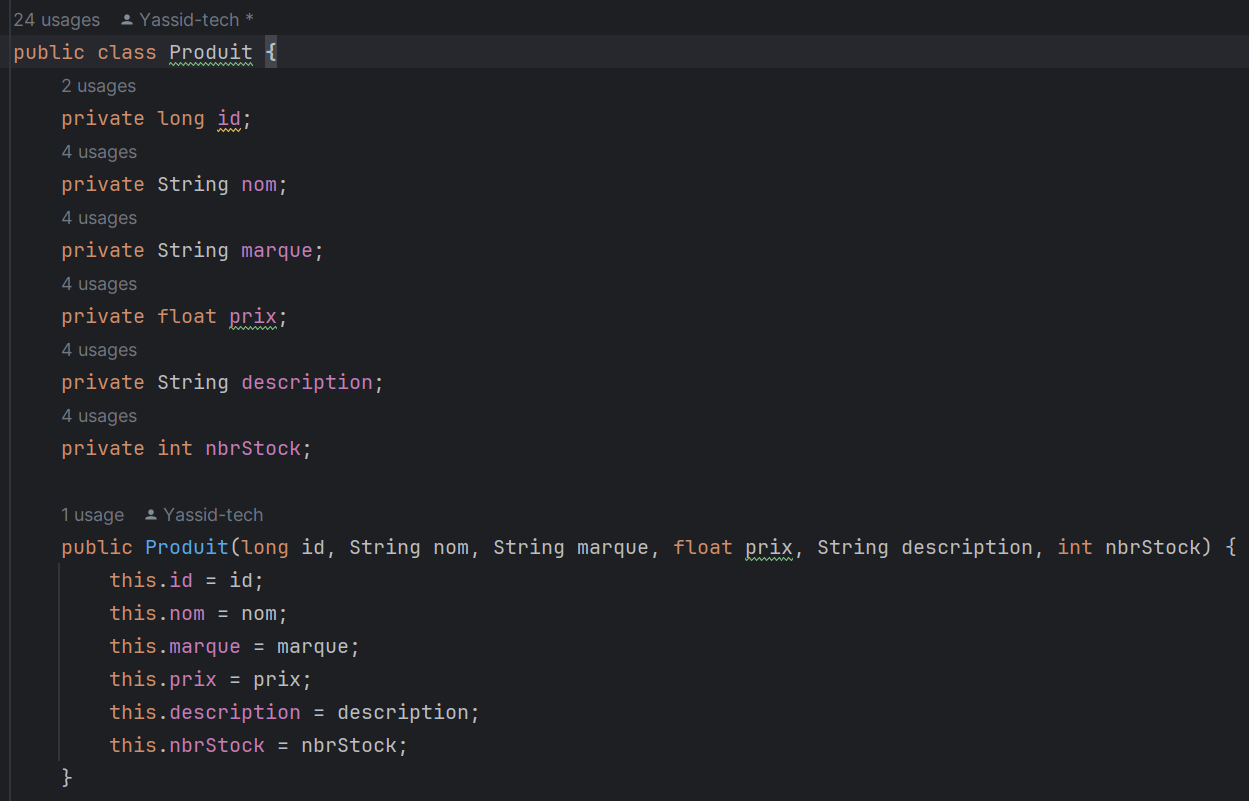 24 usages Yassid-tech *
public class Produit {
2 usages
private long id;
4 usages
private String nom;
4 usages
private String marque;
4 usages
private float prix;
4 usages
private String description;
4 usages
private int nbrStock;
1 usage Yassid-tech
public Produit(long id, String nom, String marque, float prix, String description, int nbrStock) {
this.id = id;
this.nom = nom;
this.marque = marque;
this.prix = prix;
this.description = description;
this.nbrStock = nbrStock;
}